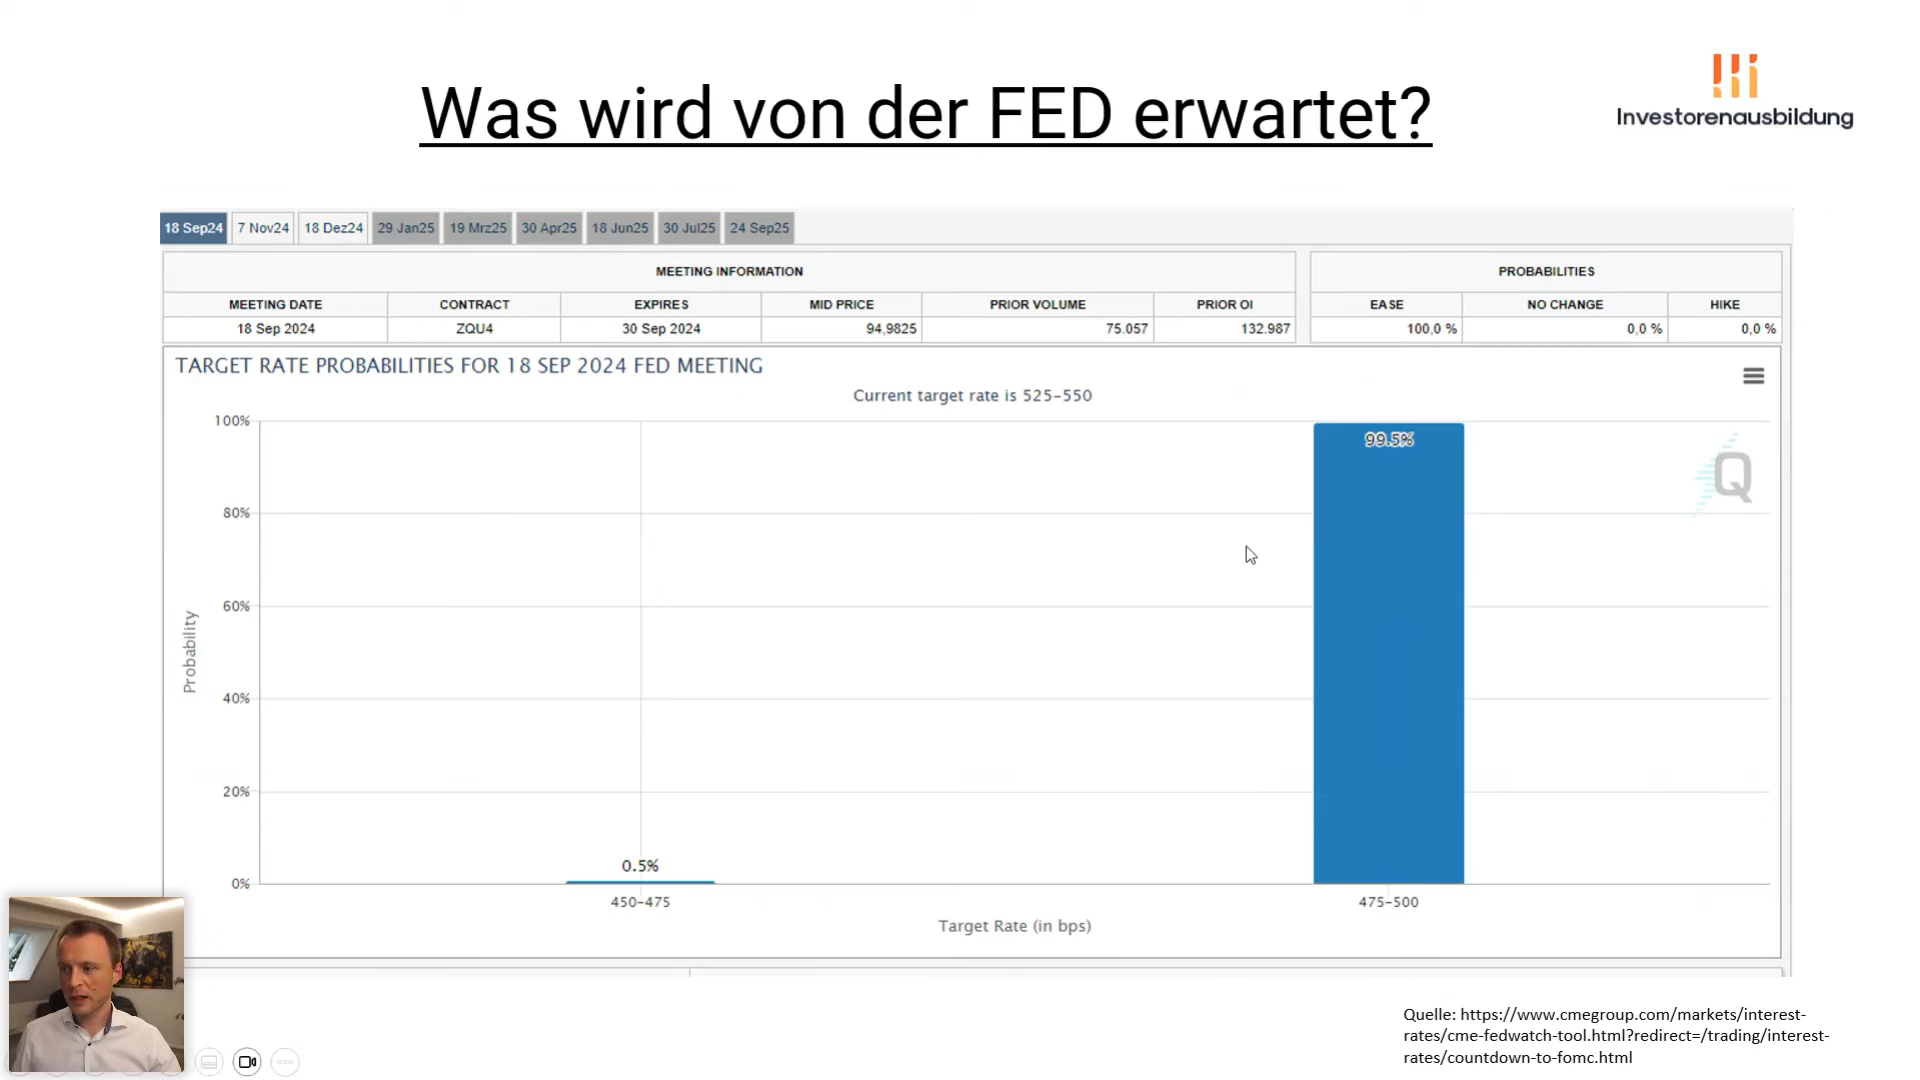 Was wird von der FED erwartet?
Investorenausbildung
18 Sep24 7 Nov24 18 Dez24 29 Jan25 19 Mrz25 30 Apr25 18 Jun25 30 Jul25 24 Sep25
MEETING INFORMATION
MEETING DATE CONTRACT EXPIRES MID PRICE PRIOR VOLUME PRIOR OI
18 Sep 2024 ZQU4 30 Sep 2024 94,9825 75.057 132.987
PROBABILITIES
EASE NO CHANGE HIKE
100,0 % 0,0 % 0,0 %
TARGET RATE PROBABILITIES FOR 18 SEP 2024 FED MEETING
Current target rate is 525-550
100%
80%
60%
40%
20%
0%
Probability
99.5%
0.5%
Q
450-475 475-500
Target Rate (in bps)
Quelle: https://www.cmegroup.com/markets/interest-
rates/cme-fedwatch-tool.html?redirect=/trading/interest-
rates/countdown-to-fomc.html